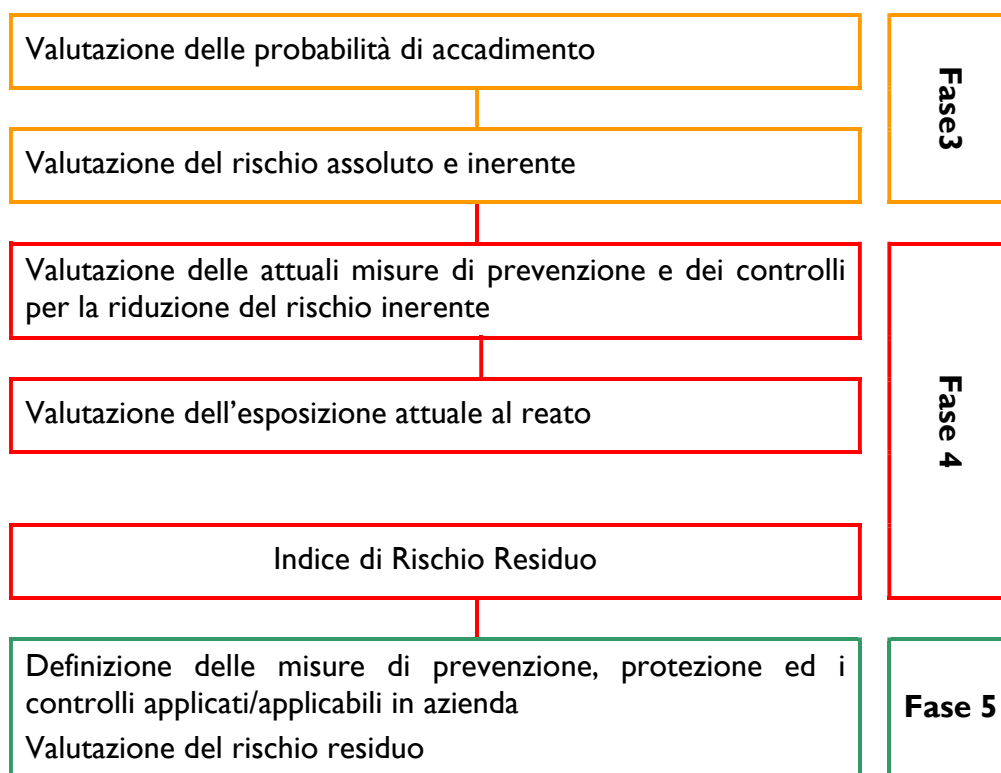 Valutazione delle probabilità di accadimento
Valutazione del rischio assoluto e inerente
Fase3
Valutazione delle attuali misure di prevenzione e dei controlli
per la riduzione del rischio inerente
Valutazione dell’esposizione attuale al reato
Indice di Rischio Residuo
Fase 4
Definizione delle misure di prevenzione, protezione ed i
controlli applicati/applicabili in azienda
Valutazione del rischio residuo
Fase 5